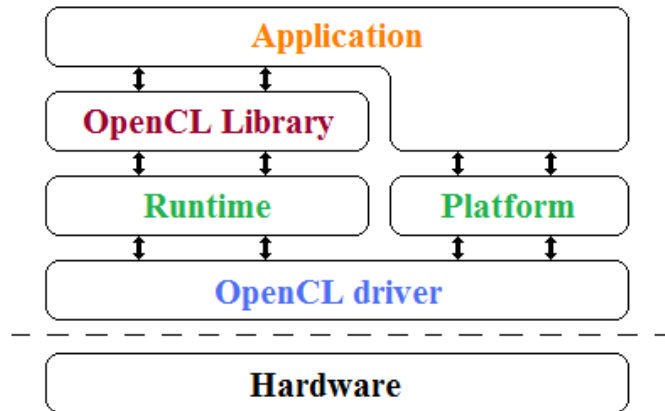 Application
OpenCL Library
Runtime
Platform
OpenCL driver
Hardware